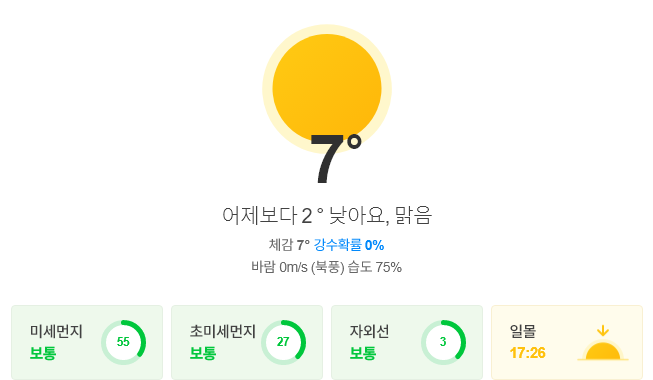 7°
어제보다 2° 낮아요, 맑음
체감 7° 강수확률 0%
바람 0m/s (북풍) 습도 75%
미세먼지
보통
55
초미세먼지
보통
27
자외선
보통
3
일몰
17:26